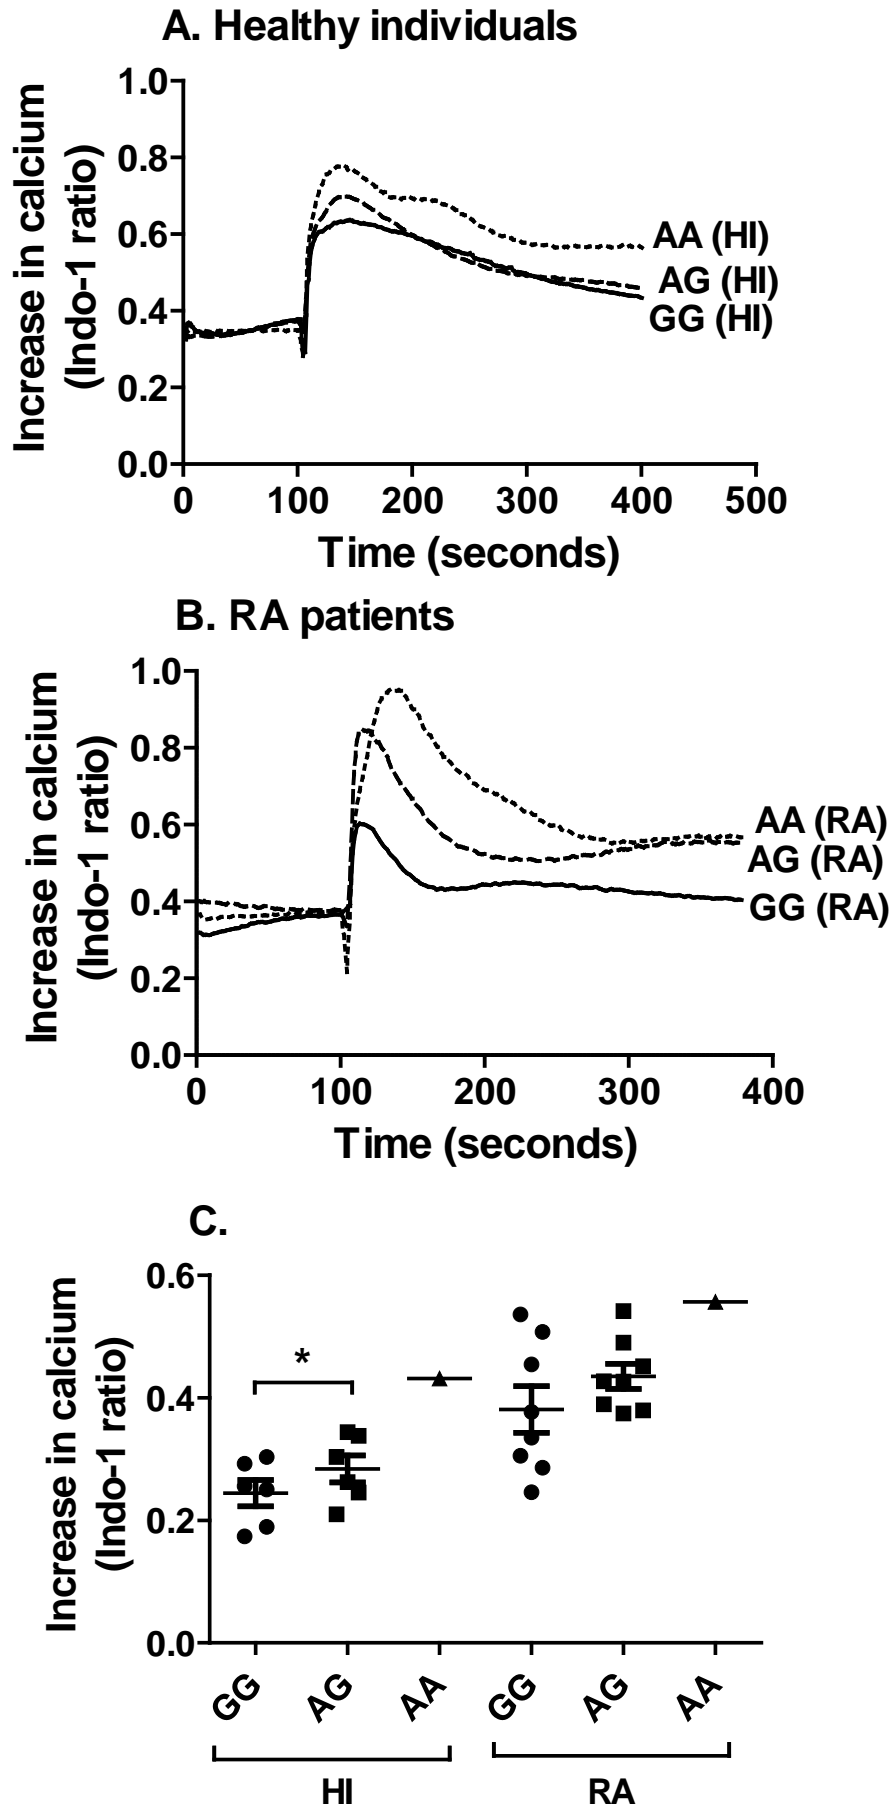 A. Healthy individuals
Increase in calcium
(Indo-1 ratio)
1.0
0.8
0.6
0.4
0.2
0.0
AA (HI)
AG (HI)
GG (HI)
0 100 200 300 400 500
Time (seconds)
B. RA patients
Increase in calcium
(Indo-1 ratio)
1.0
0.8
0.6
0.4
0.2
0.0
AA (RA)
AG (RA)
GG (RA)
0 100 200 300 400
Time (seconds)
C.
Increase in calcium
(Indo-1 ratio)
0.6
0.4
0.2
0.0
*
GG AG AA GG AG AA
HI RA